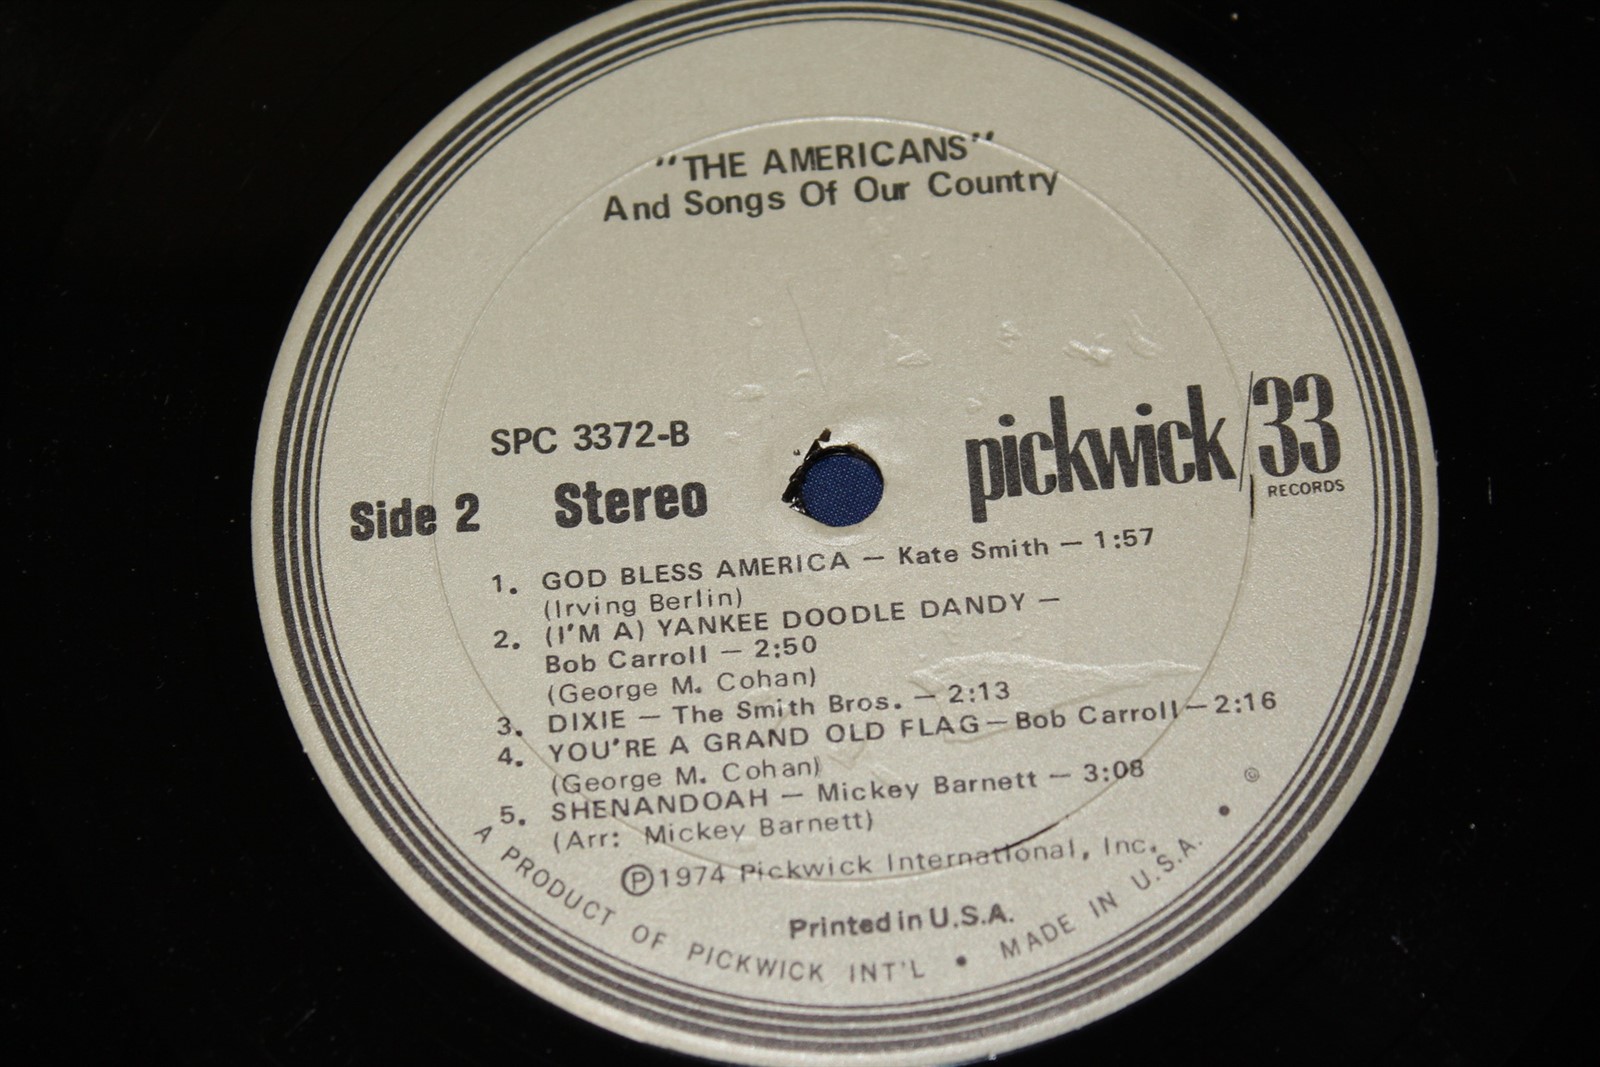 "THE AMERICANS"
And Songs Of Our Country
SPC 3372-B
Side 2 Stereo
pickwick/33
RECORDS
1. GOD BLESS AMERICA — Kate Smith — 1:57
(Irving Berlin)
2. (I'M A) YANKEE DOODLE DANDY —
Bob Carroll — 2:50
(George M. Cohan)
3. DIXIE — The Smith Bros. — 2:13
4. YOU'RE A GRAND OLD FLAG — Bob Carroll — 2:16
(George M. Cohan)
5. SHENANDOAH — Mickey Barnett — 3:08
(Arr: Mickey Barnett)
℗1974 Pickwick International, Inc.
Printed in U.S.A.
A PRODUCT OF PICKWICK INT'L • MADE IN U.S.A. • ©